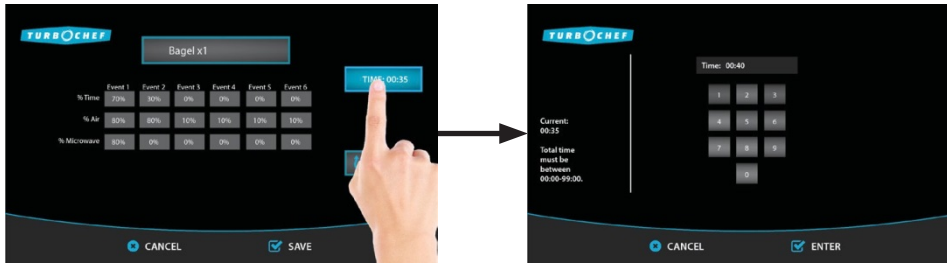 TURBOCHEF
Bagel x1
TIME: 00:35
Event 1 Event 2 Event 3 Event 4 Event 5 Event 6
% Time 70% 30% 0% 0% 0% 0%
% Air 80% 80% 10% 10% 10% 10%
% Microwave 80% 0% 0% 0% 0% 0%
CANCEL SAVE
TURBOCHEF
Time: 00:40
1 2 3
4 5 6
7 8 9
0
Current:
00:35
Total time
must be
between
00:00-99:00.
CANCEL ENTER